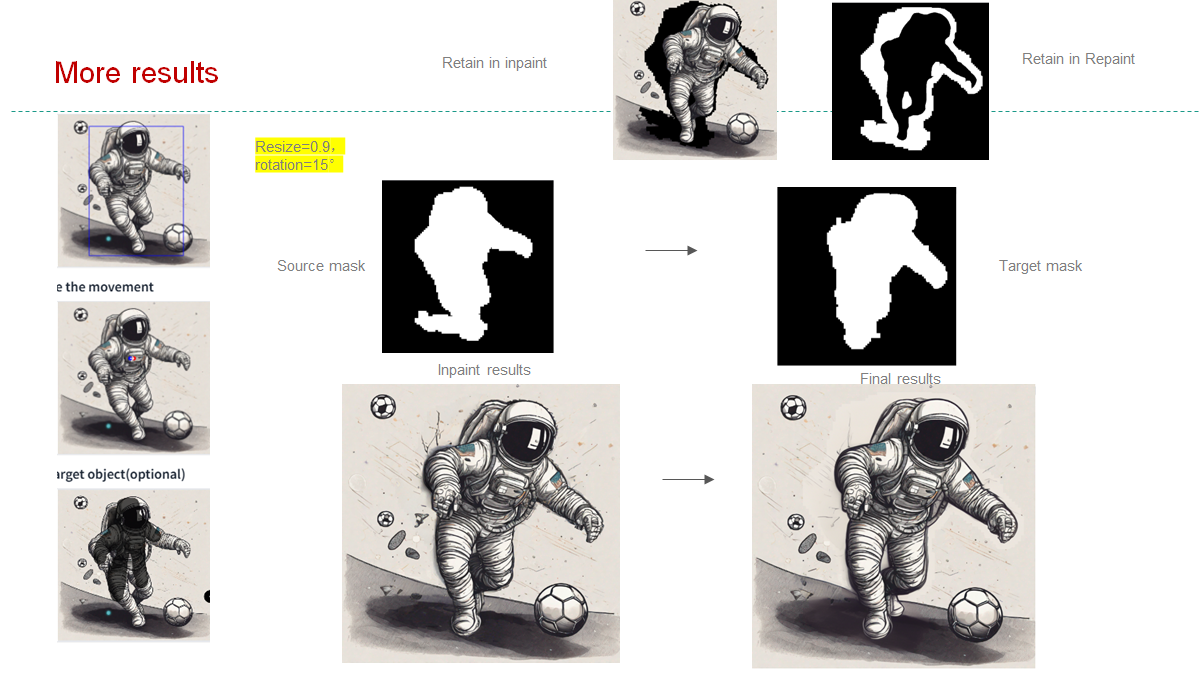 More results
Retain in inpaint
Retain in Repaint
Resize=0.9,
rotation=15°
Source mask
Target mask
e the movement
Inpaint results
Final results
arget object(optional)